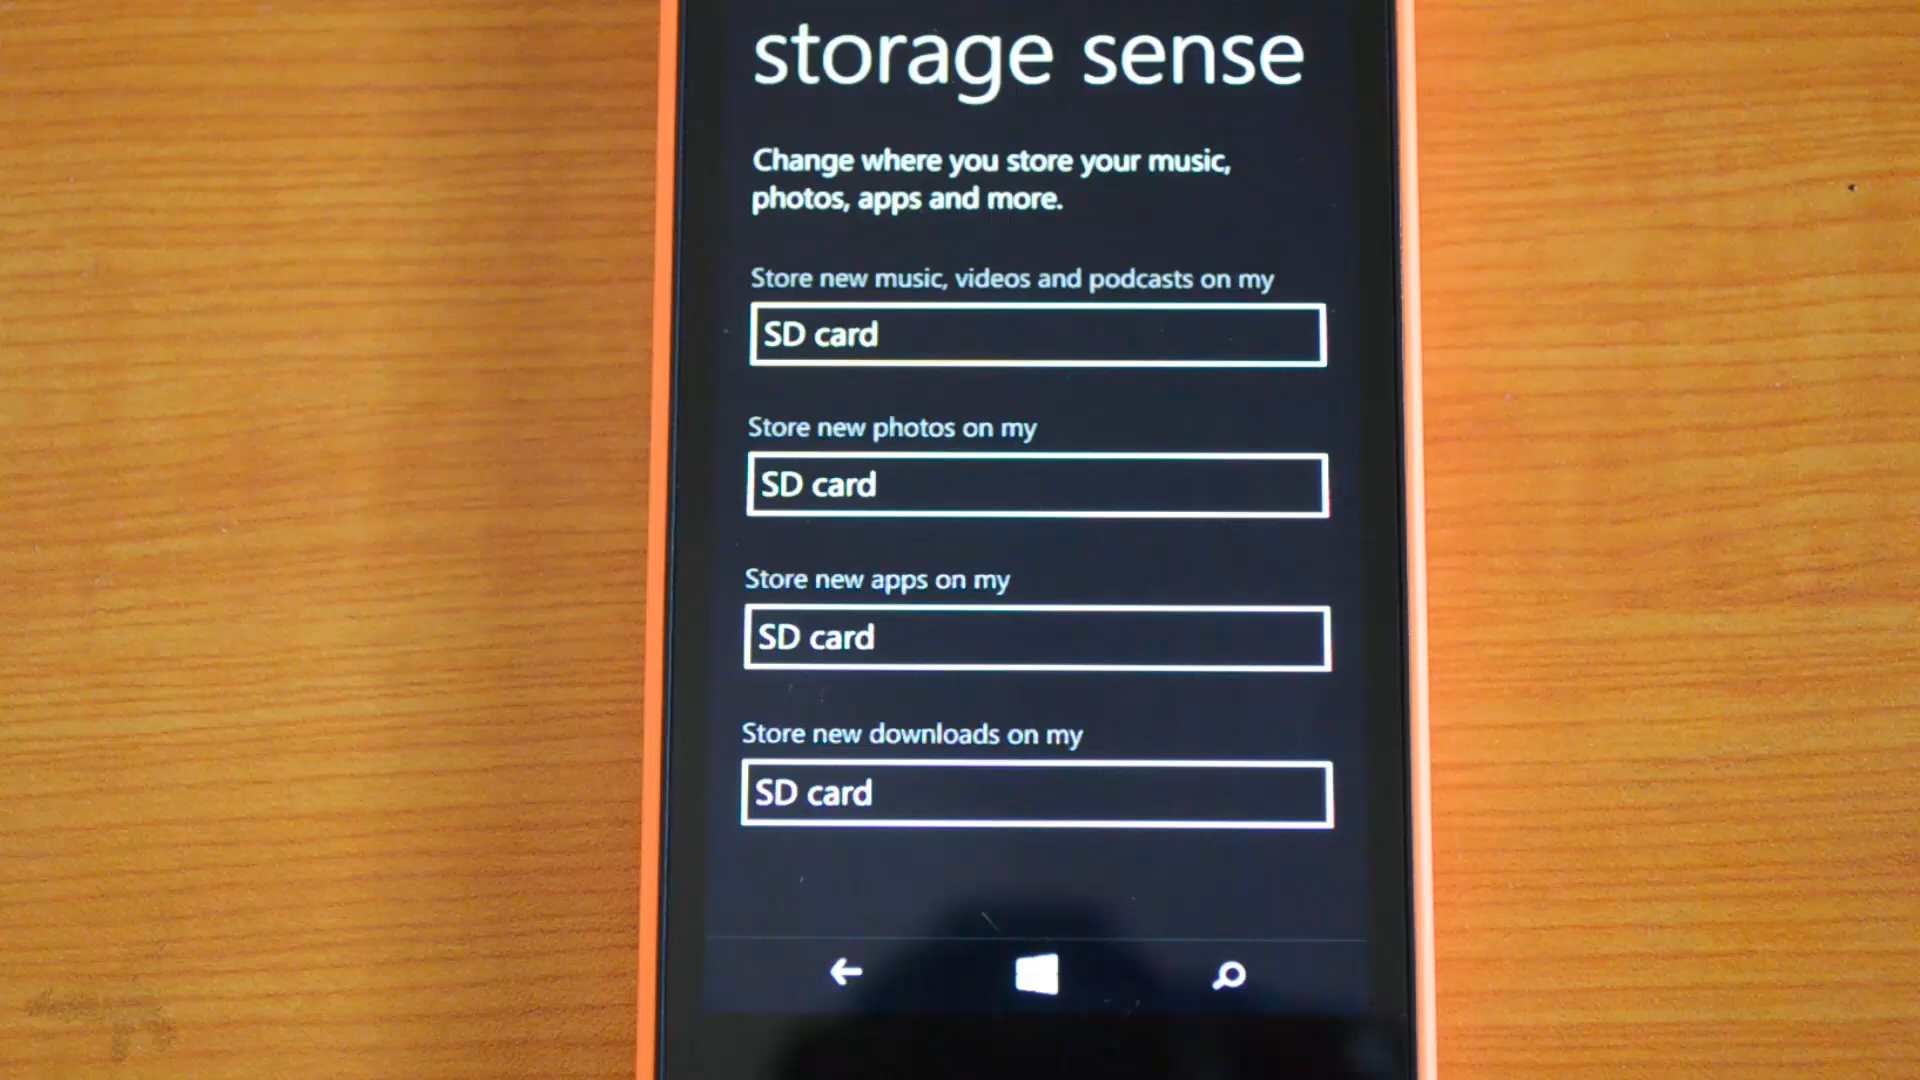 storage sense
Change where you store your music,
photos, apps and more.
Store new music, videos and podcasts on my
SD card
Store new photos on my
SD card
Store new apps on my
SD card
Store new downloads on my
SD card